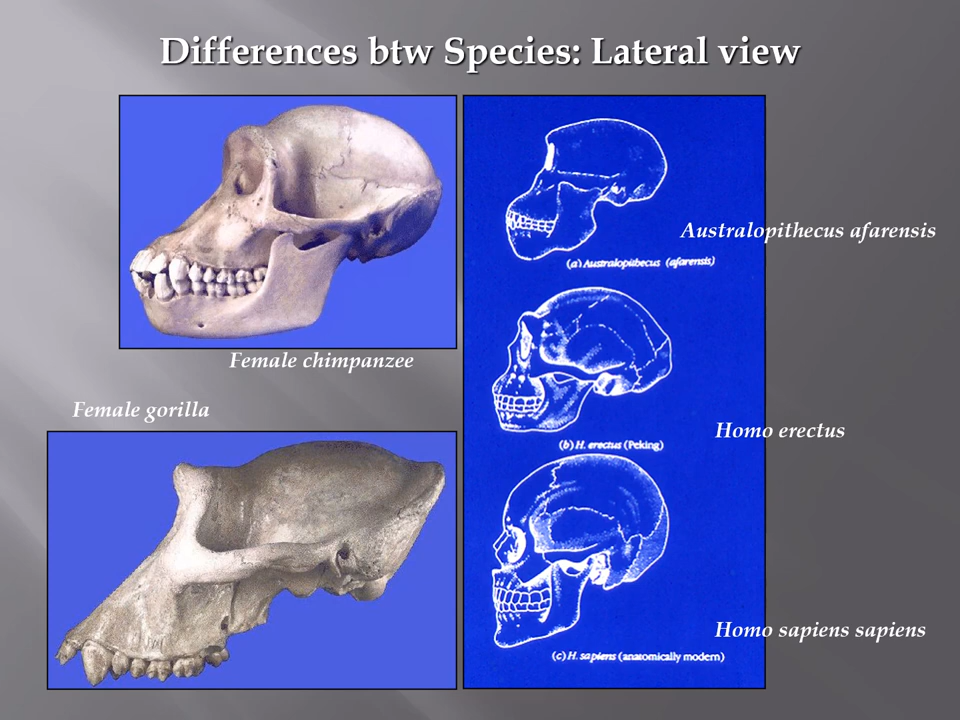 Differences btw Species: Lateral view
Australopithecus afarensis
(a) Australopithecus (afarensis)
Female chimpanzee
Female gorilla
Homo erectus
(b) H. erectus (Peking)
Homo sapiens sapiens
(c) H. sapiens (anatomically modern)